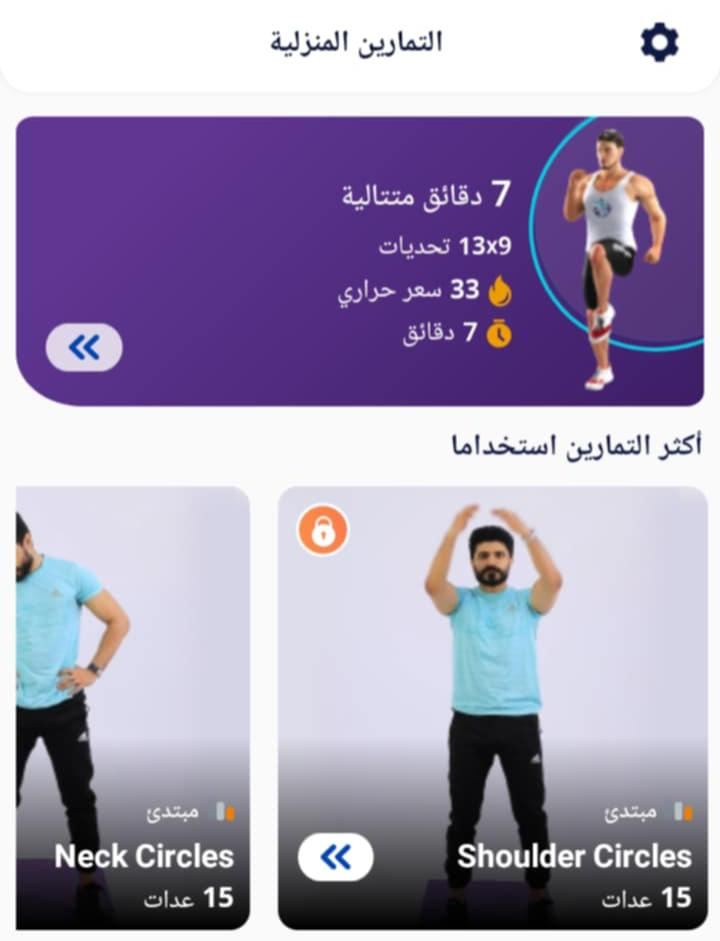 التمارين المنزلية
7 دقائق متتالية
13x9 تحديات
33 سعر حراري
7 دقائق
أكثر التمارين استخداما
مبتدئ
Shoulder Circles
15 عدات
مبتدئ
Neck Circles
15 عدات